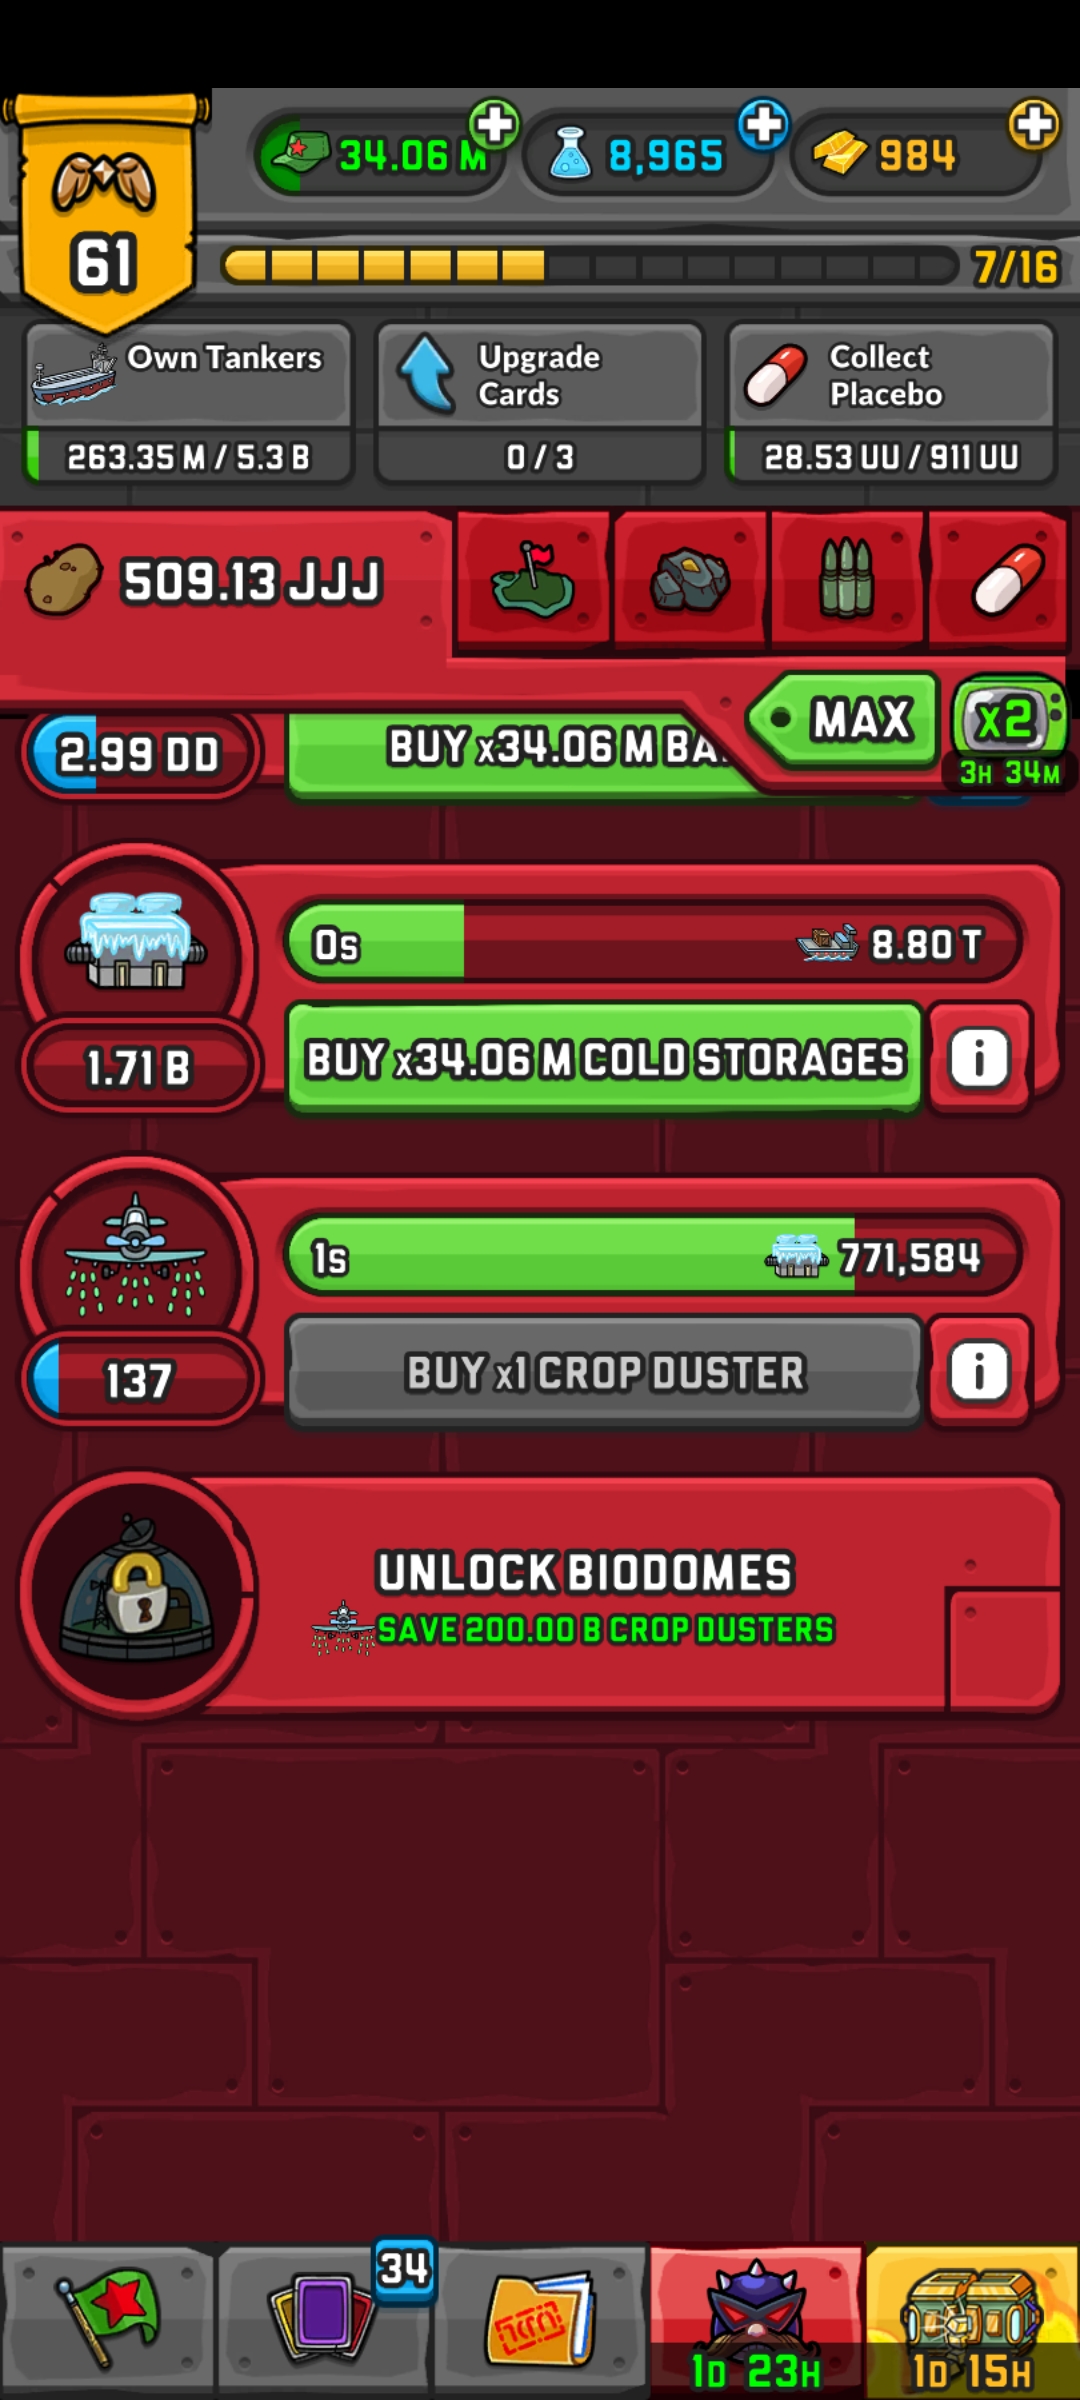 34.06 M
8,965
984
61
7/16
Own Tankers
263.35 M / 5.3 B
Upgrade
Cards
0 / 3
Collect
Placebo
28.53 UU / 911 UU
509.13 JJJ
MAX
x2
3H 34M
2.99 DD
BUY x34.06 M BA
0s
8.80 T
1.71 B
BUY x34.06 M COLD STORAGES
i
1s
771,584
137
BUY x1 CROP DUSTER
i
UNLOCK BIODOMES
SAVE 200.00 B CROP DUSTERS
34
1D 23H
1D 15H